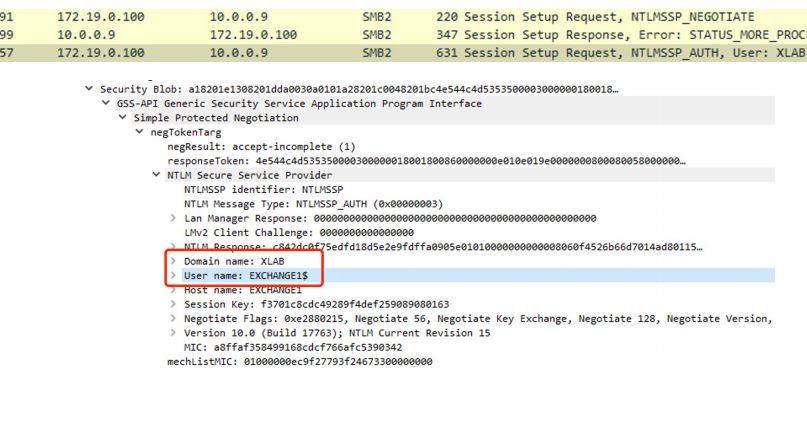 91 172.19.0.100 10.0.0.9 SMB2 220 Session Setup Request, NTLMSSP_NEGOTIATE
99 10.0.0.9 172.19.0.100 SMB2 347 Session Setup Response, Error: STATUS_MORE_PROC
57 172.19.0.100 10.0.0.9 SMB2 631 Session Setup Request, NTLMSSP_AUTH, User: XLAB
Security Blob: a18201e1308201dda0030a0101a28201c0048201bc4e544c4d5353500003000000180018…
GSS-API Generic Security Service Application Program Interface
Simple Protected Negotiation
negTokenTarg
negResult: accept-incomplete (1)
responseToken: 4e544c4d535350000300000018001800860000000e010e019e0000000800080058000000…
NTLM Secure Service Provider
NTLMSSP identifier: NTLMSSP
NTLM Message Type: NTLMSSP_AUTH (0x00000003)
Lan Manager Response: 000000000000000000000000000000000000000000000000
LMv2 Client Challenge: 0000000000000000
NTLM Response: c842dc0f75edfd18d5e2e9fdffa0905e01010000000000008060f4526b66d7014ad80115…
Domain name: XLAB
User name: EXCHANGE1$
Host name: EXCHANGE1
Session Key: f3701c8cdc49289f4def259089080163
Negotiate Flags: 0xe2880215, Negotiate 56, Negotiate Key Exchange, Negotiate 128, Negotiate Version,
Version 10.0 (Build 17763); NTLM Current Revision 15
MIC: a8ffaf358499168cdcf766afc5390342
mechListMIC: 01000000ec9f27793f24673300000000